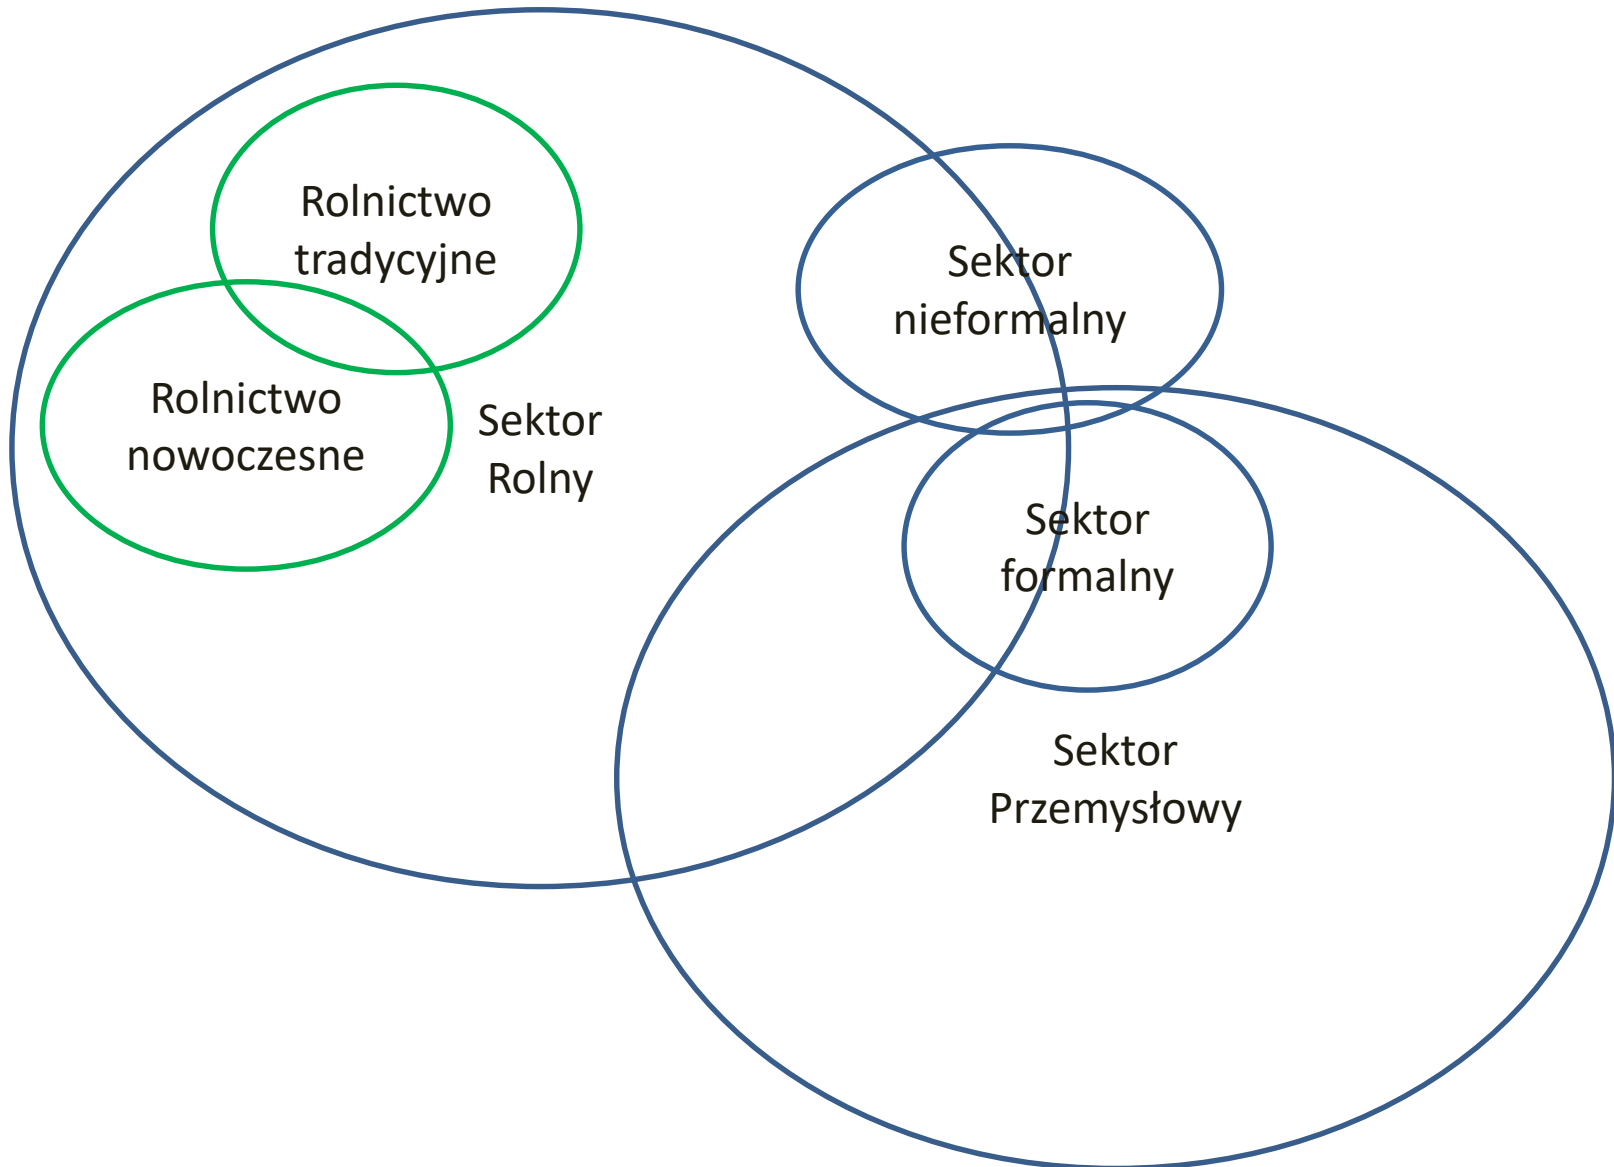 Rolnictwo
tradycyjne
Sektor
nieformalny
Rolnictwo
nowoczesne
Sektor
Rolny
Sektor
formalny
Sektor
Przemysłowy